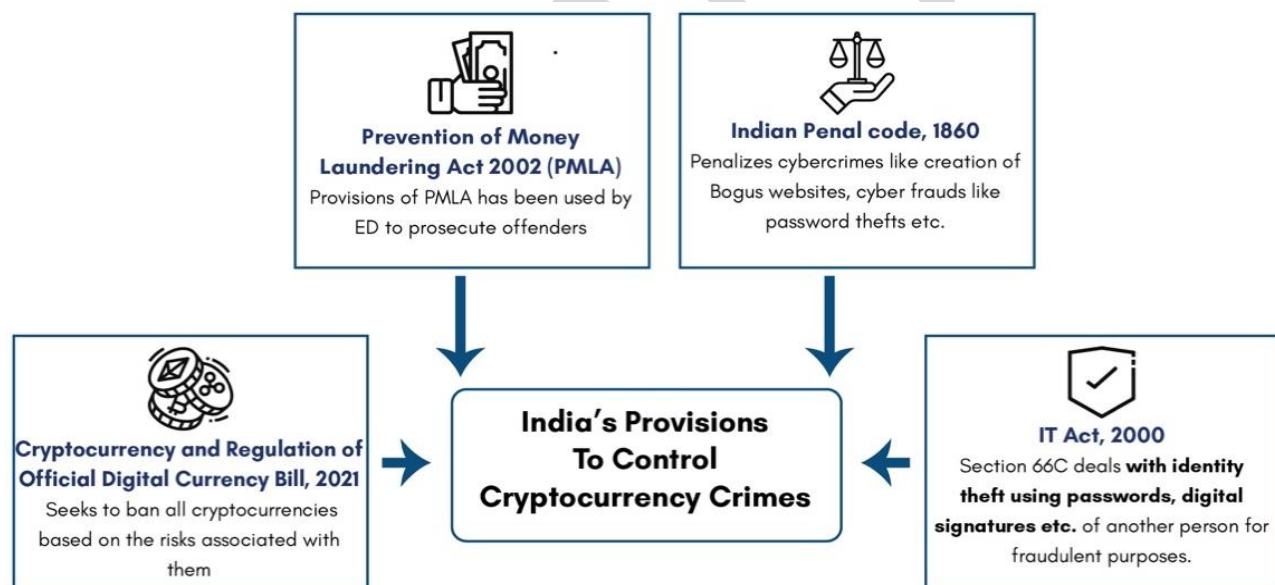 Prevention of Money
Laundering Act 2002 (PMLA)
Provisions of PMLA has been used by
ED to prosecute offenders
Indian Penal code, 1860
Penalizes cybercrimes like creation of
Bogus websites, cyber frauds like
password thefts etc.
Cryptocurrency and Regulation of
Official Digital Currency Bill, 2021
Seeks to ban all cryptocurrencies
based on the risks associated with
them
India's Provisions
To Control
Cryptocurrency Crimes
IT Act, 2000
Section 66C deals with identity
theft using passwords, digital
signatures etc. of another person for
fraudulent purposes.